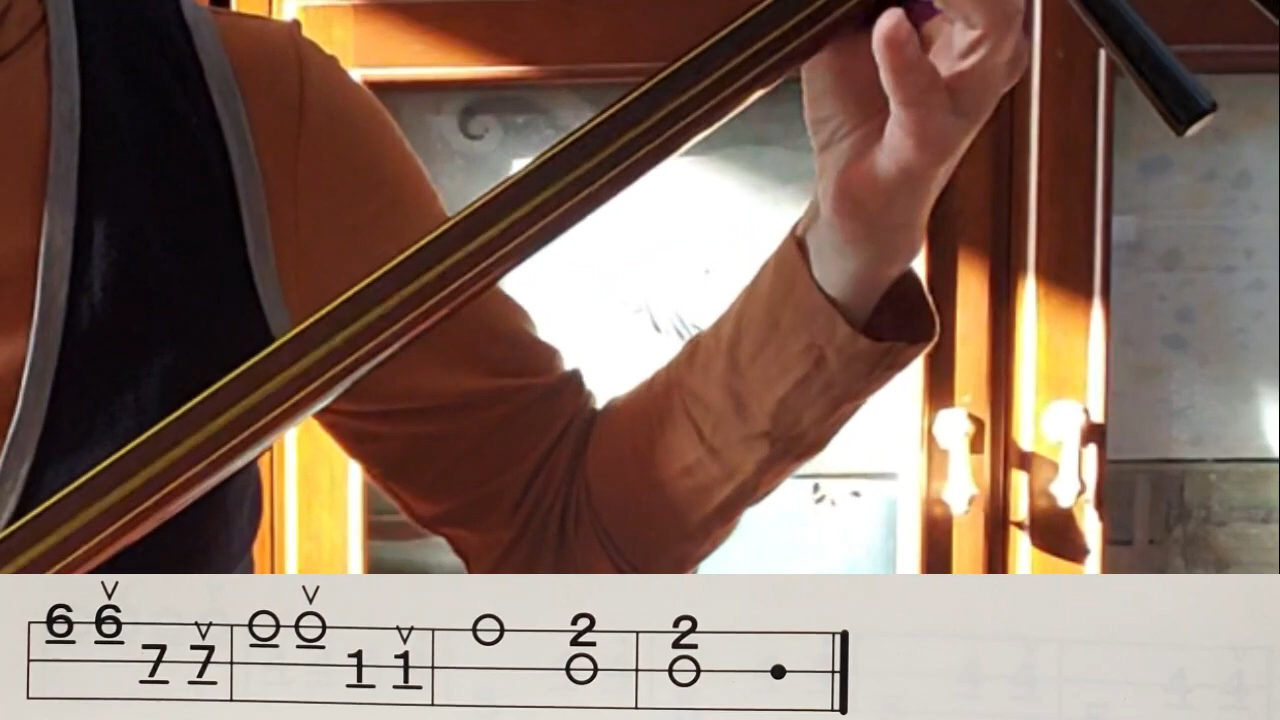 V V
6 6 0 0 0 2 2
V V
7 7 1 1 0 0 •